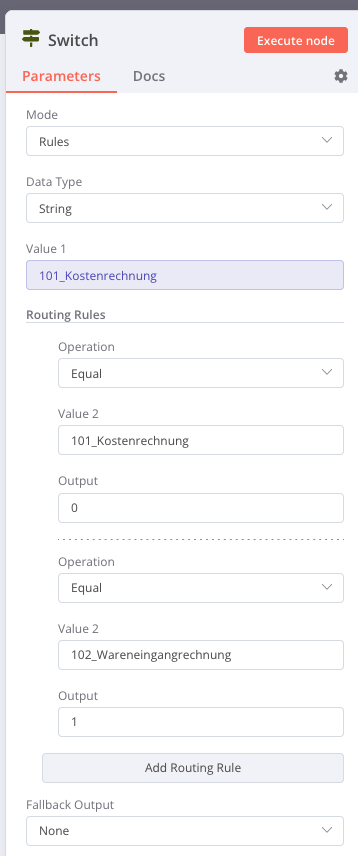 Switch
Execute node
Parameters
Docs
Mode
Rules
Data Type
String
Value 1
101_Kostenrechnung
Routing Rules
Operation
Equal
Value 2
101_Kostenrechnung
Output
0
Operation
Equal
Value 2
102_Wareneingangrechnung
Output
1
Add Routing Rule
Fallback Output
None